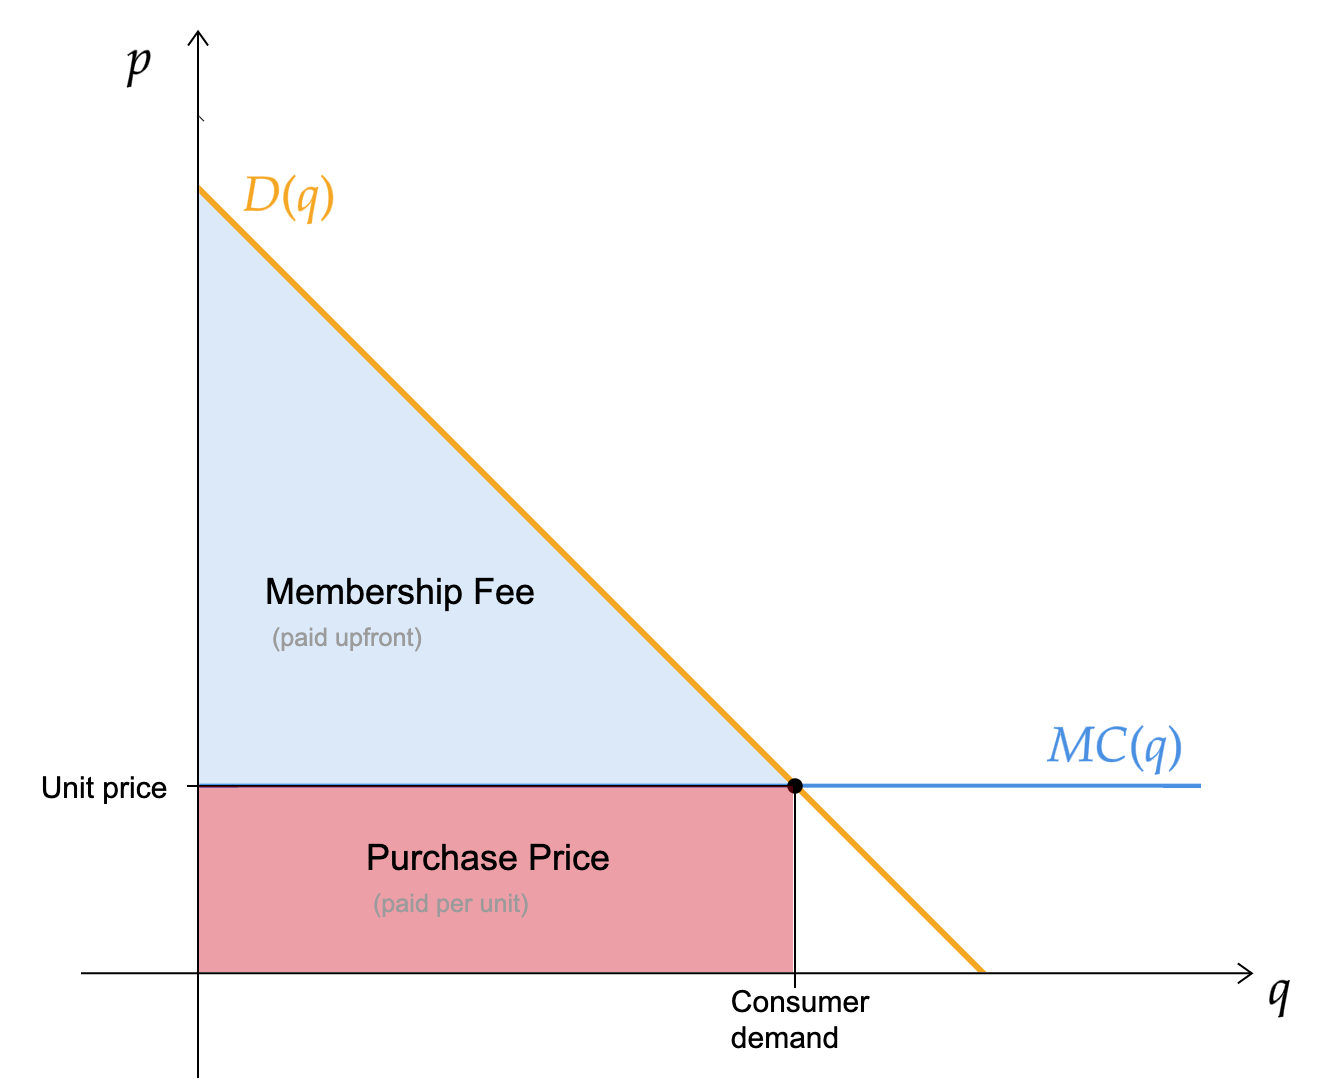 p
D(q)
Membership Fee
(paid upfront)
MC(q)
Unit price
Purchase Price
(paid per unit)
q
Consumer
demand